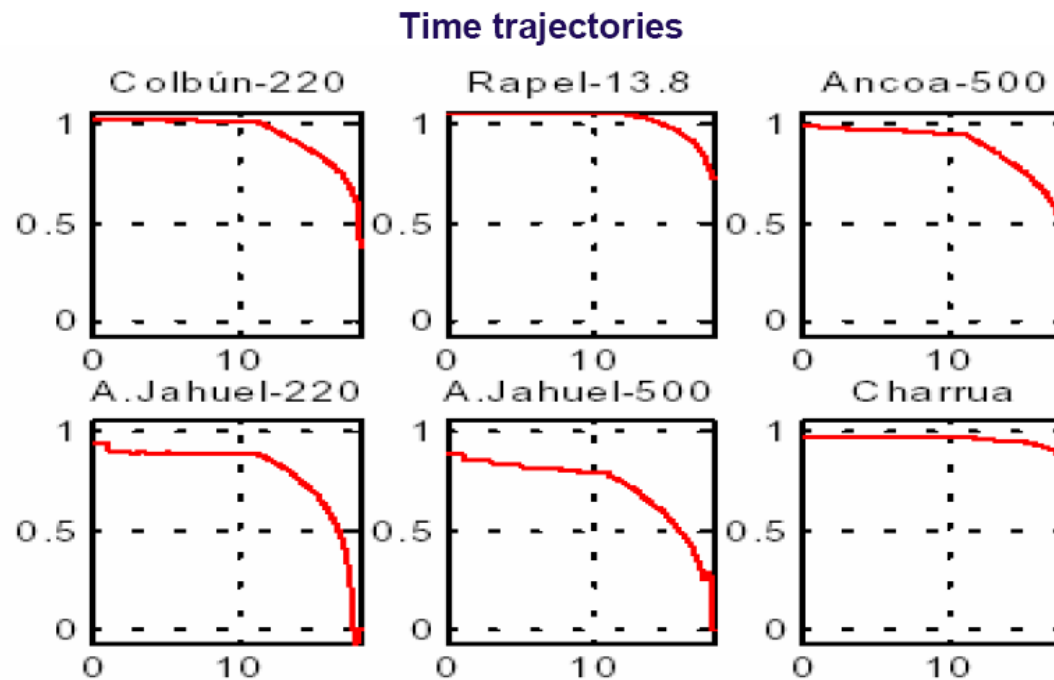 Time trajectories
Colbún-220 Rapel-13.8 Ancoa-500
1 1 1
0.5 0.5 0.5
0 0 0
0 10 0 10 0 10
A.Jahuel-220 A.Jahuel-500 Charrua
1 1 1
0.5 0.5 0.5
0 0 0
0 10 0 10 0 10